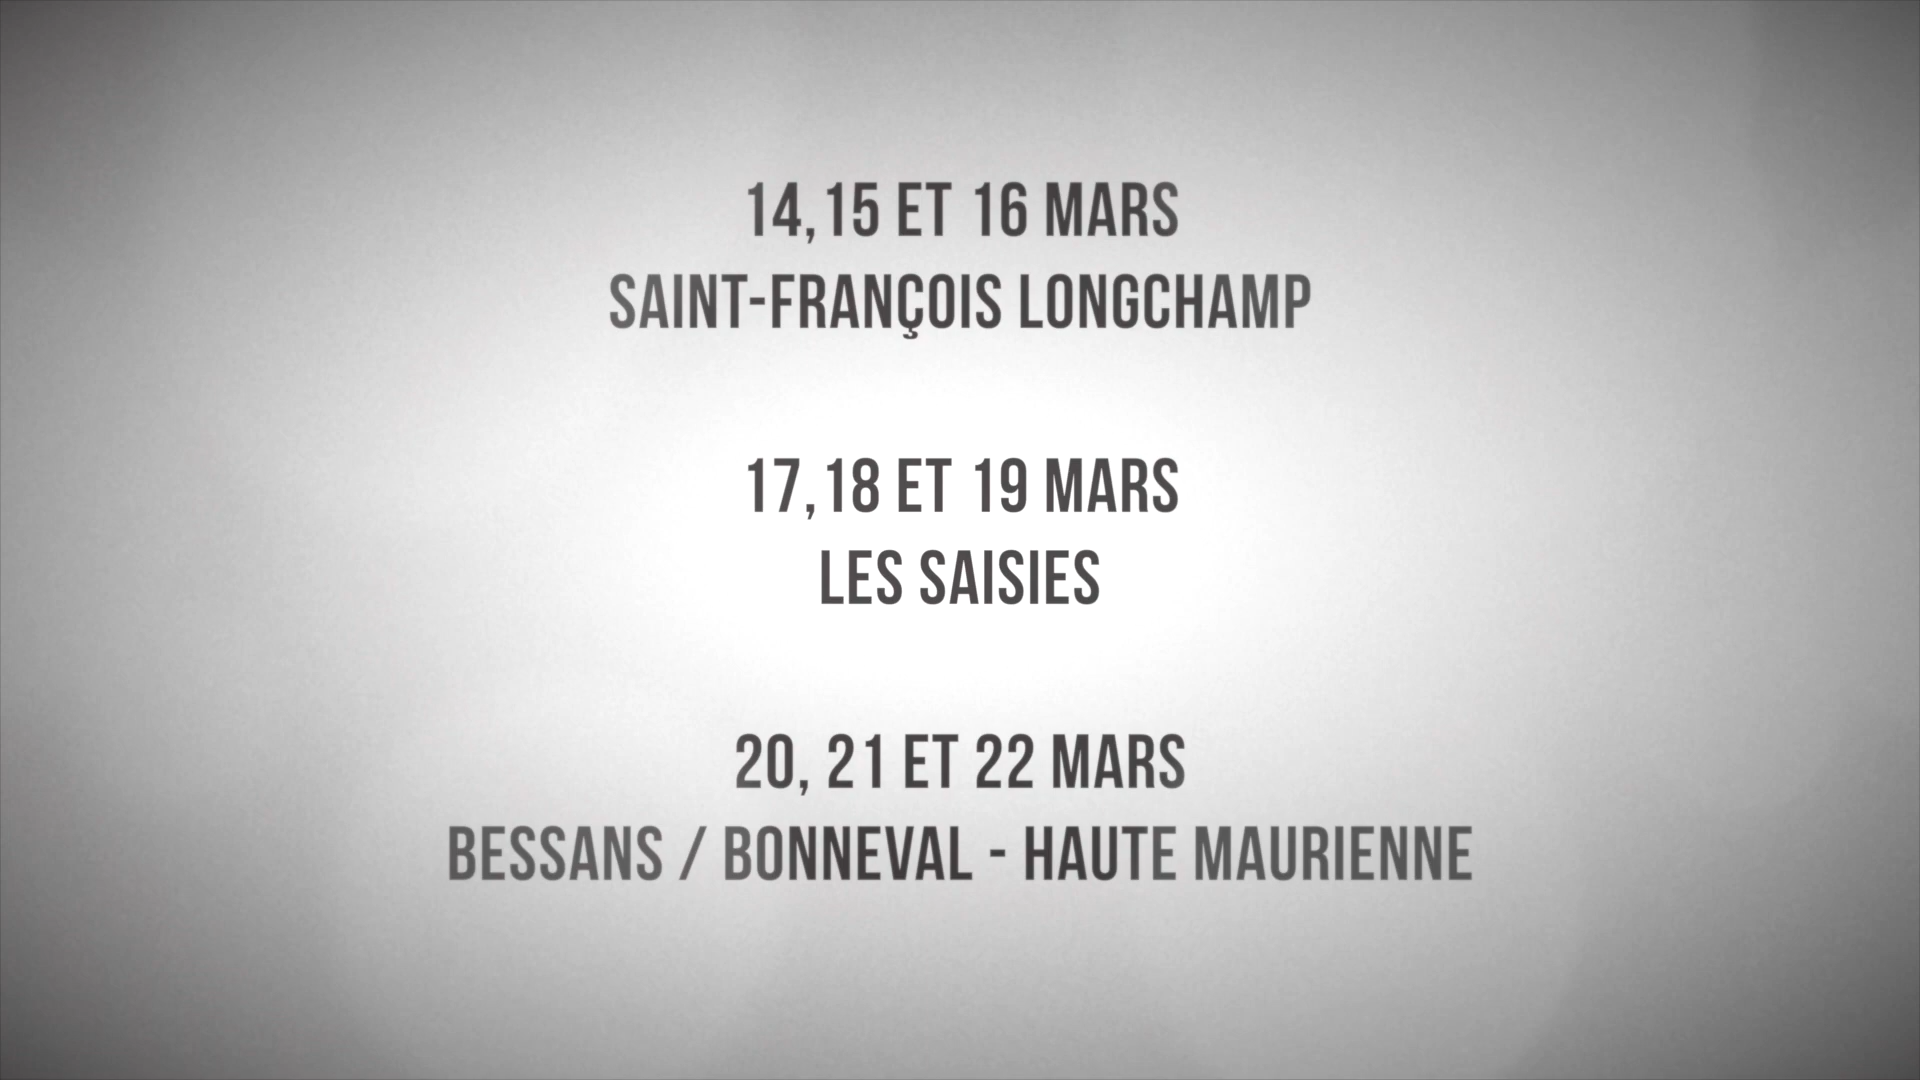 14,15 ET 16 MARS
SAINT-FRANÇOIS LONGCHAMP
17,18 ET 19 MARS
LES SAISIES
20, 21 ET 22 MARS
BESSANS / BONNEVAL - HAUTE MAURIENNE